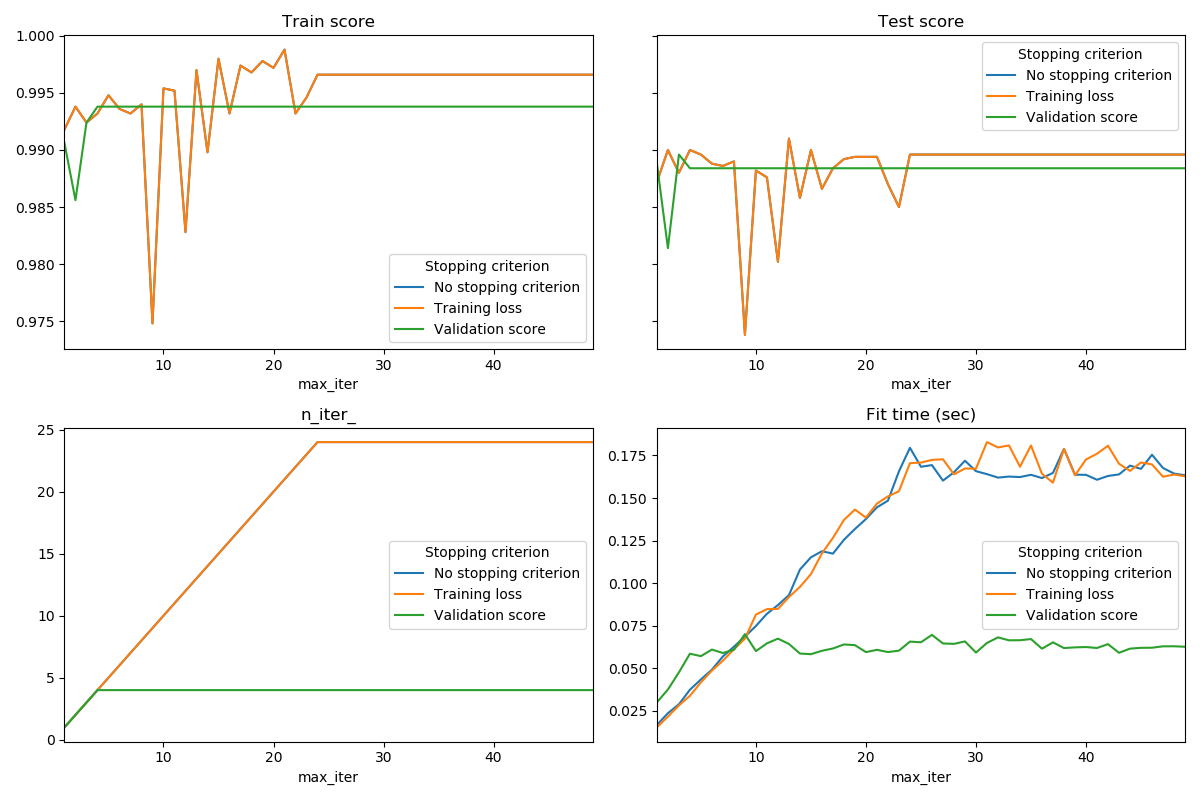 Train score
1.000
0.995
0.990
0.985
0.980
0.975
Stopping criterion
No stopping criterion
Training loss
Validation score
10 20 30 40
max_iter
Test score
Stopping criterion
No stopping criterion
Training loss
Validation score
10 20 30 40
max_iter
n_iter_
25
20
15
10
5
0
Stopping criterion
No stopping criterion
Training loss
Validation score
10 20 30 40
max_iter
Fit time (sec)
0.175
0.150
0.125
0.100
0.075
0.050
0.025
Stopping criterion
No stopping criterion
Training loss
Validation score
10 20 30 40
max_iter